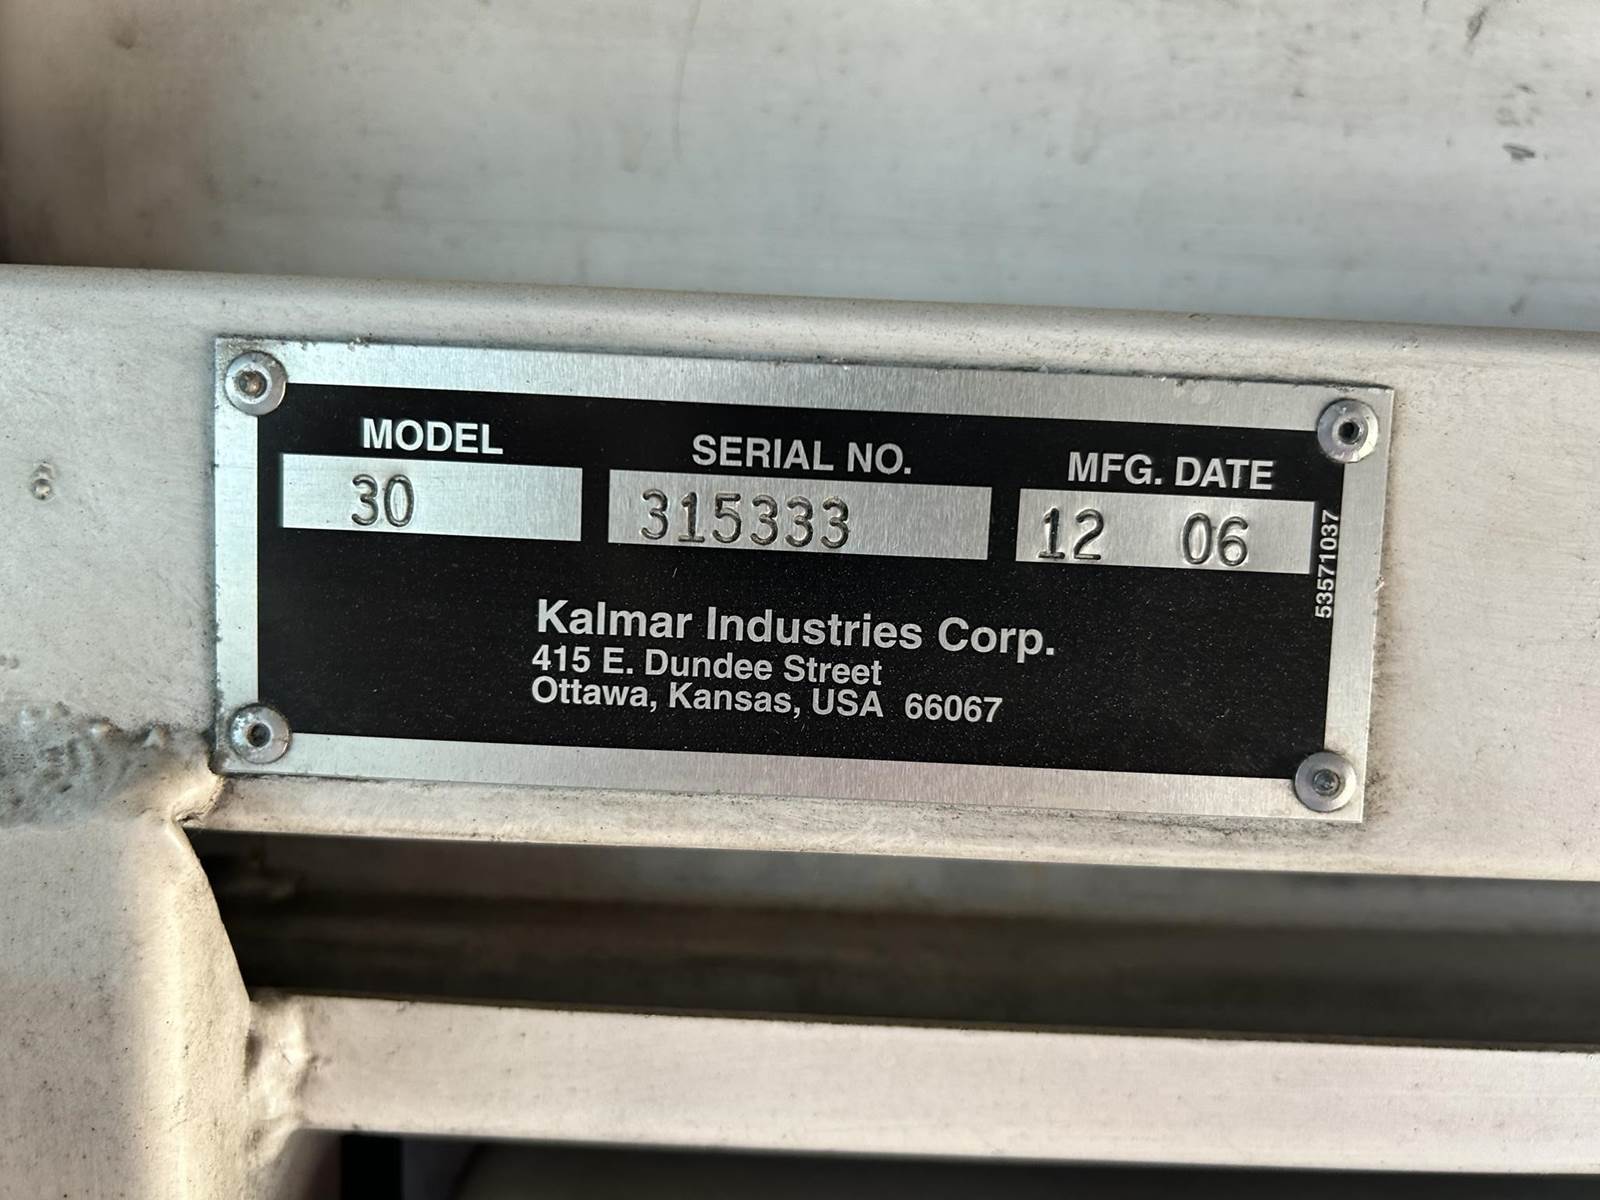 MODEL SERIAL NO. MFG. DATE
30 315333 12 06
53571037
Kalmar Industries Corp.
415 E. Dundee Street
Ottawa, Kansas, USA 66067